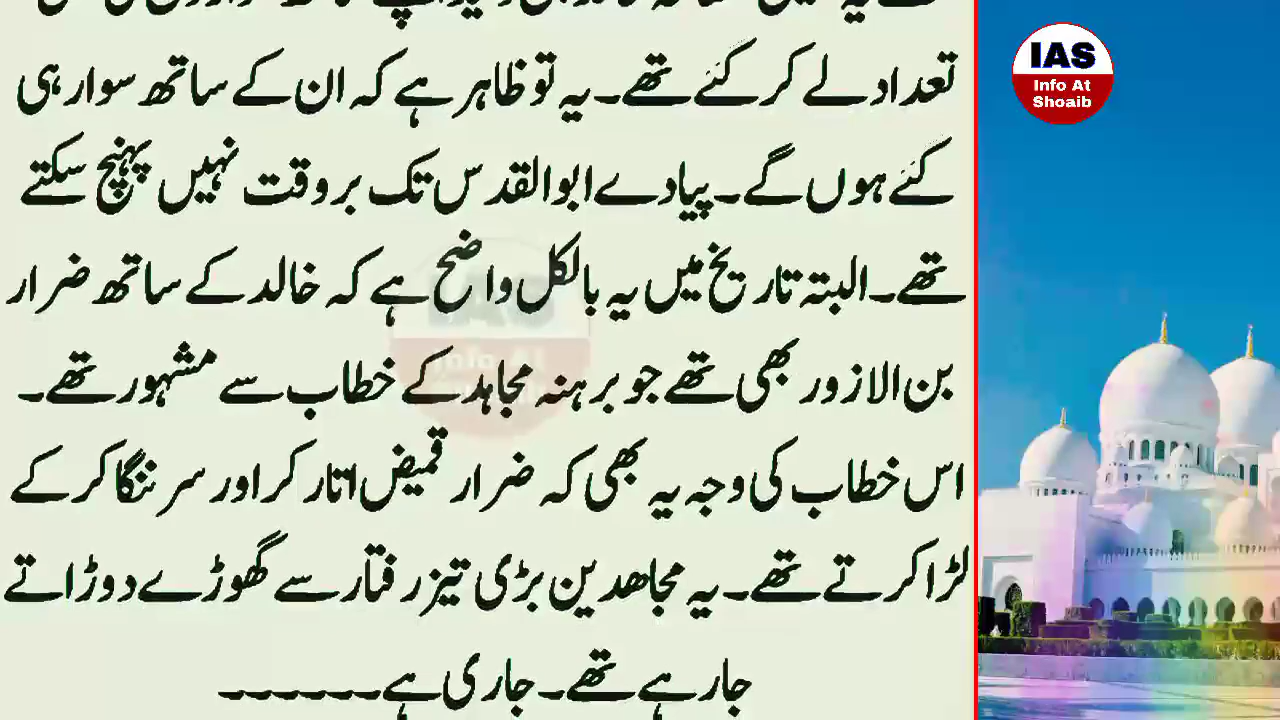 تعداد لے کر گئے تھے۔ یہ تو ظاہر ہے کہ ان کے ساتھ سوار ہی
گئے ہوں گے۔ پیادے ابوالقدس تک بروقت نہیں پہنچ سکتے
تھے۔ البتہ تاریخ میں یہ بالکل واضح ہے کہ خالد کے ساتھ ضرار
بن الازور بھی تھے جو برہنہ مجاہد کے خطاب سے مشہور تھے۔
اس خطاب کی وجہ یہ بھی کہ ضرار قمیض اتار کر اور سر ننگا کر کے
لڑا کرتے تھے۔ یہ مجاھدین بڑی تیز رفتار سے گھوڑے دوڑاتے
جا رہے تھے۔ جاری ہے۔۔۔۔۔۔
IAS
Info At
Shoaib
IAS
Info At